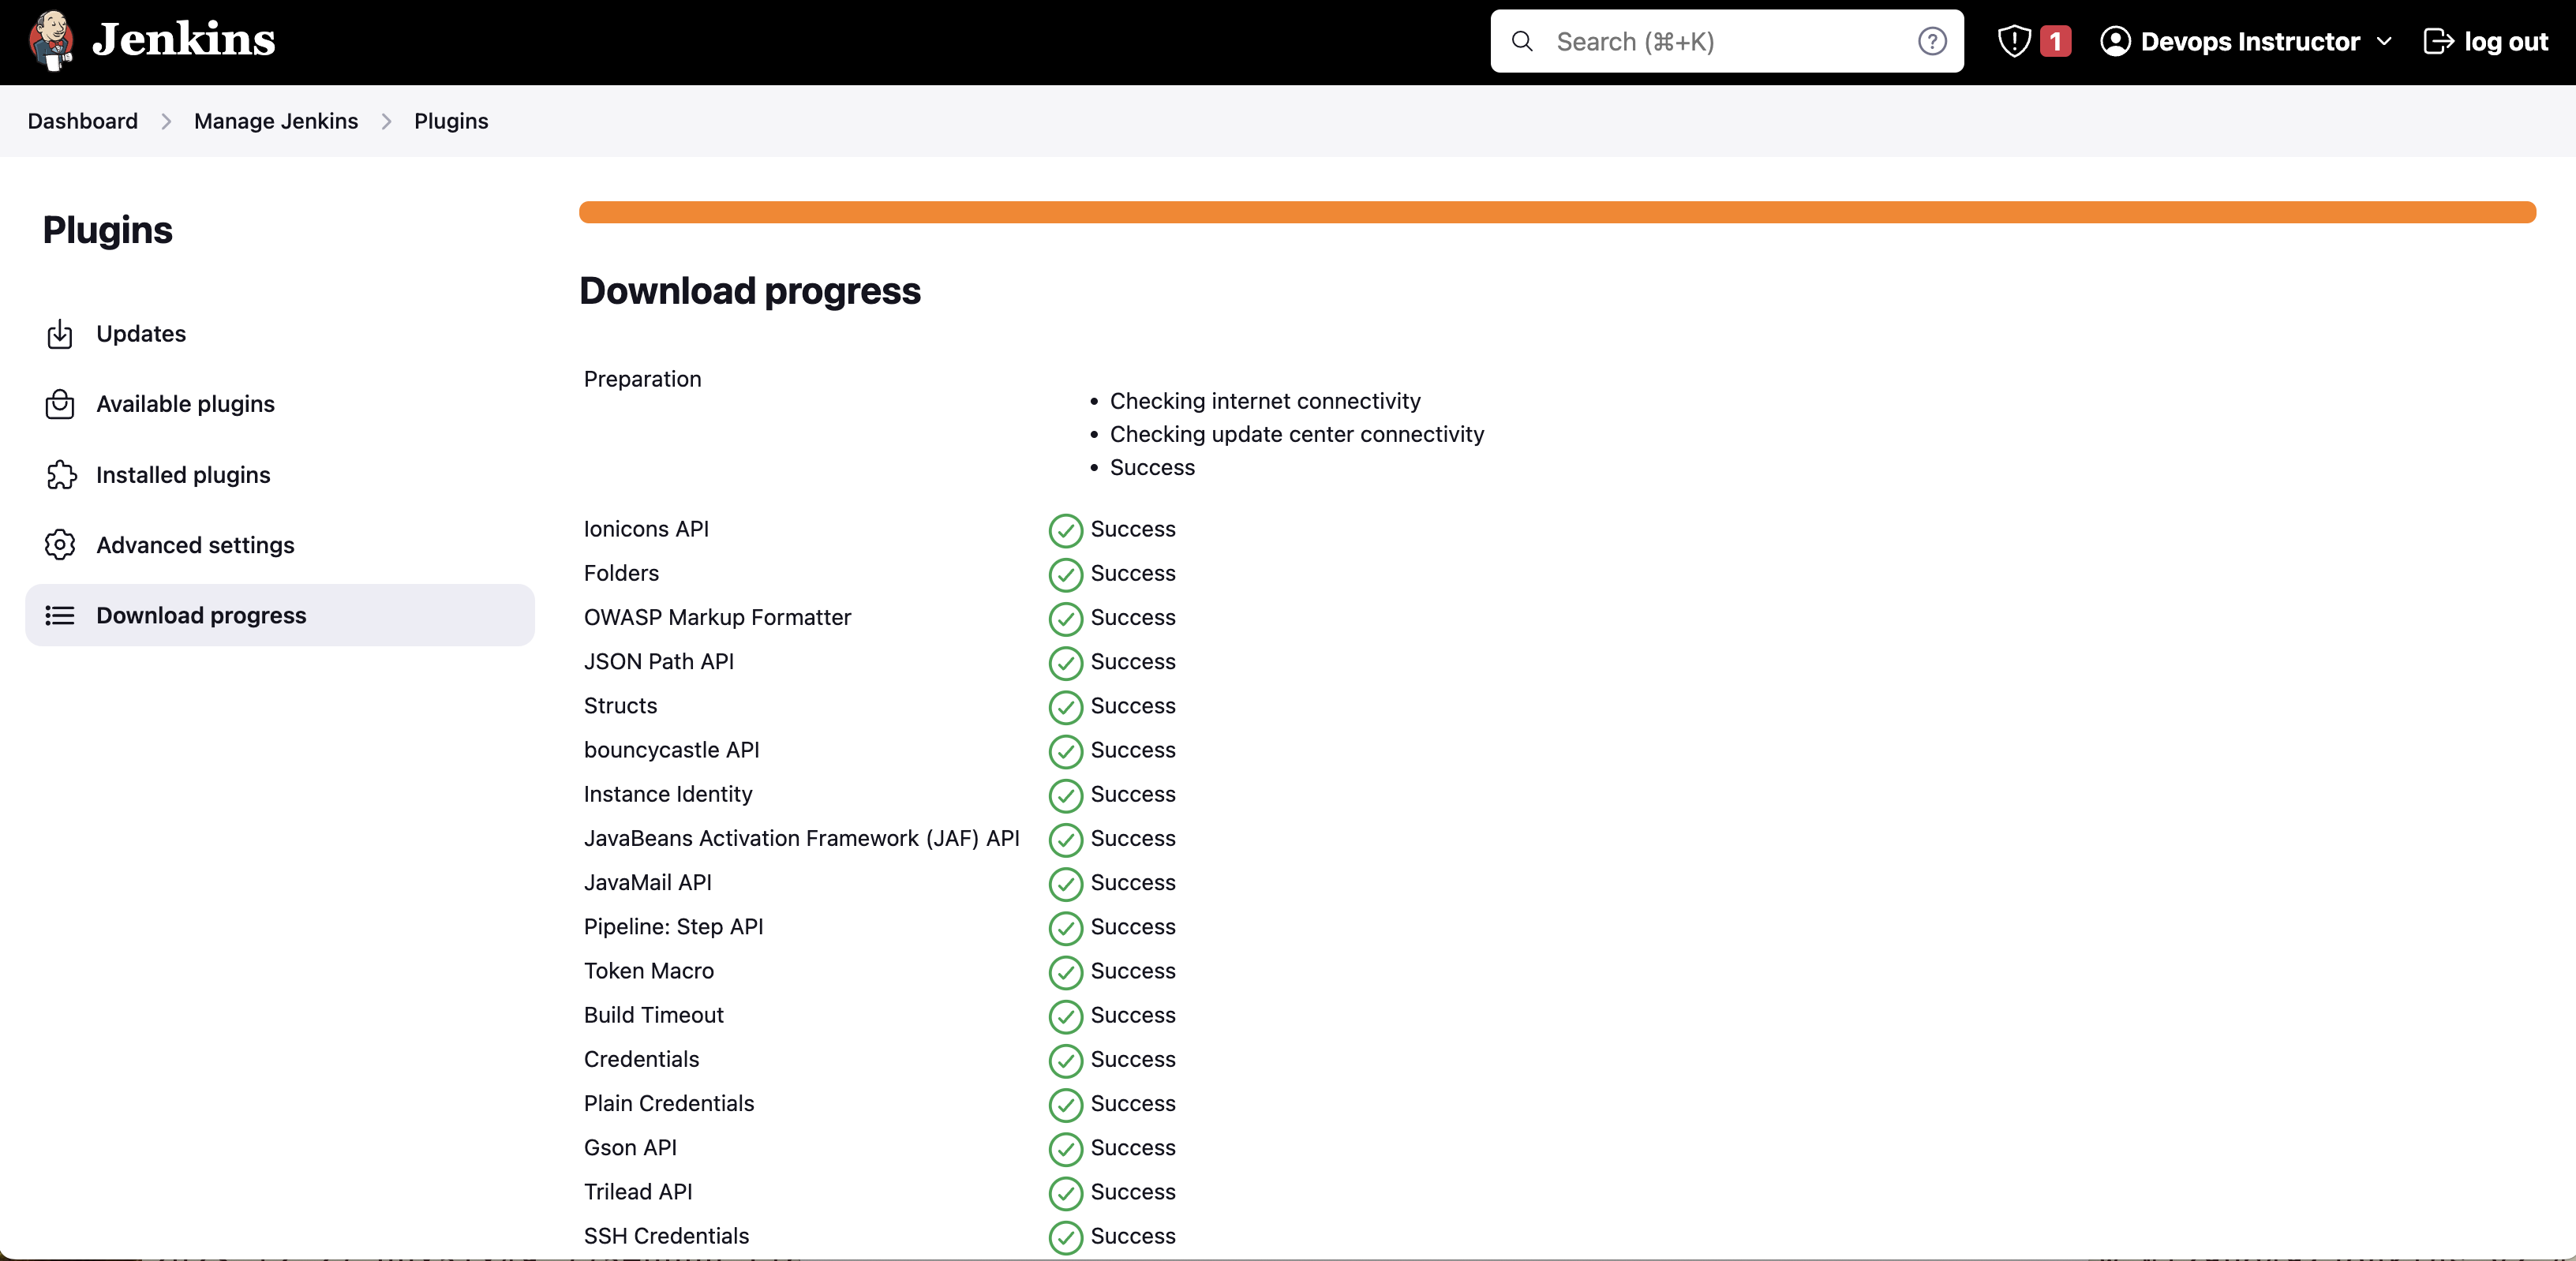 Jenkins
Search (⌘+K)
1
Devops Instructor
log out
Dashboard
Manage Jenkins
Plugins
Plugins
Updates
Available plugins
Installed plugins
Advanced settings
Download progress
Download progress
Preparation
Checking internet connectivity
Checking update center connectivity
Success
Ionicons API Success
Folders Success
OWASP Markup Formatter Success
JSON Path API Success
Structs Success
bouncycastle API Success
Instance Identity Success
JavaBeans Activation Framework (JAF) API Success
JavaMail API Success
Pipeline: Step API Success
Token Macro Success
Build Timeout Success
Credentials Success
Plain Credentials Success
Gson API Success
Trilead API Success
SSH Credentials Success